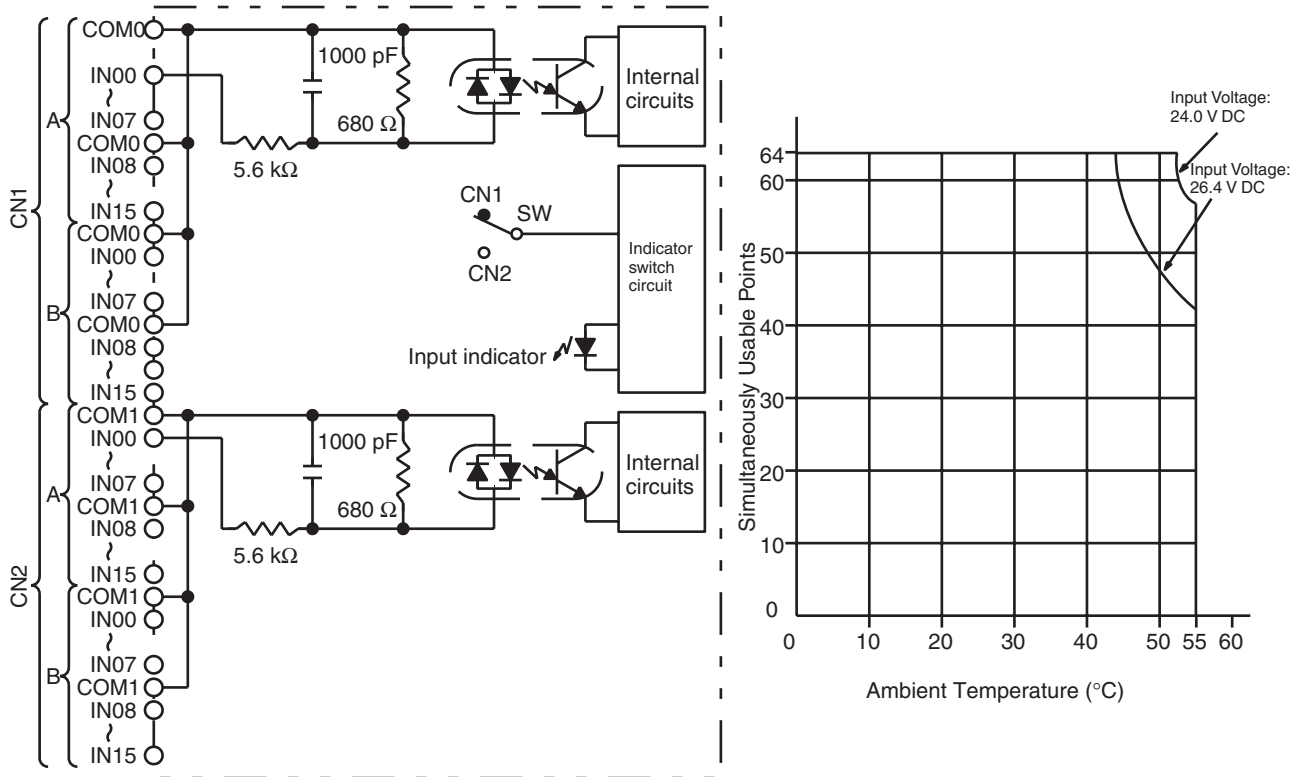 CN1
A
COM0
IN00
~
IN07
COM0
IN08
~
IN15
B
COM0
IN00
~
IN07
COM0
IN08
IN15
CN2
A
COM1
IN00
~
IN07
COM1
IN08
~
IN15
B
COM1
IN00
~
IN07
COM1
IN08
~
IN15
1000 pF
680 Ω
5.6 kΩ
Internal
circuits
CN1
SW
CN2
Indicator
switch
circuit
Input indicator
1000 pF
680 Ω
5.6 kΩ
Internal
circuits
Input Voltage:
24.0 V DC
Input Voltage:
26.4 V DC
Simultaneously Usable Points
64
60
50
40
30
20
10
0
0 10 20 30 40 50 55 60
Ambient Temperature (°C)